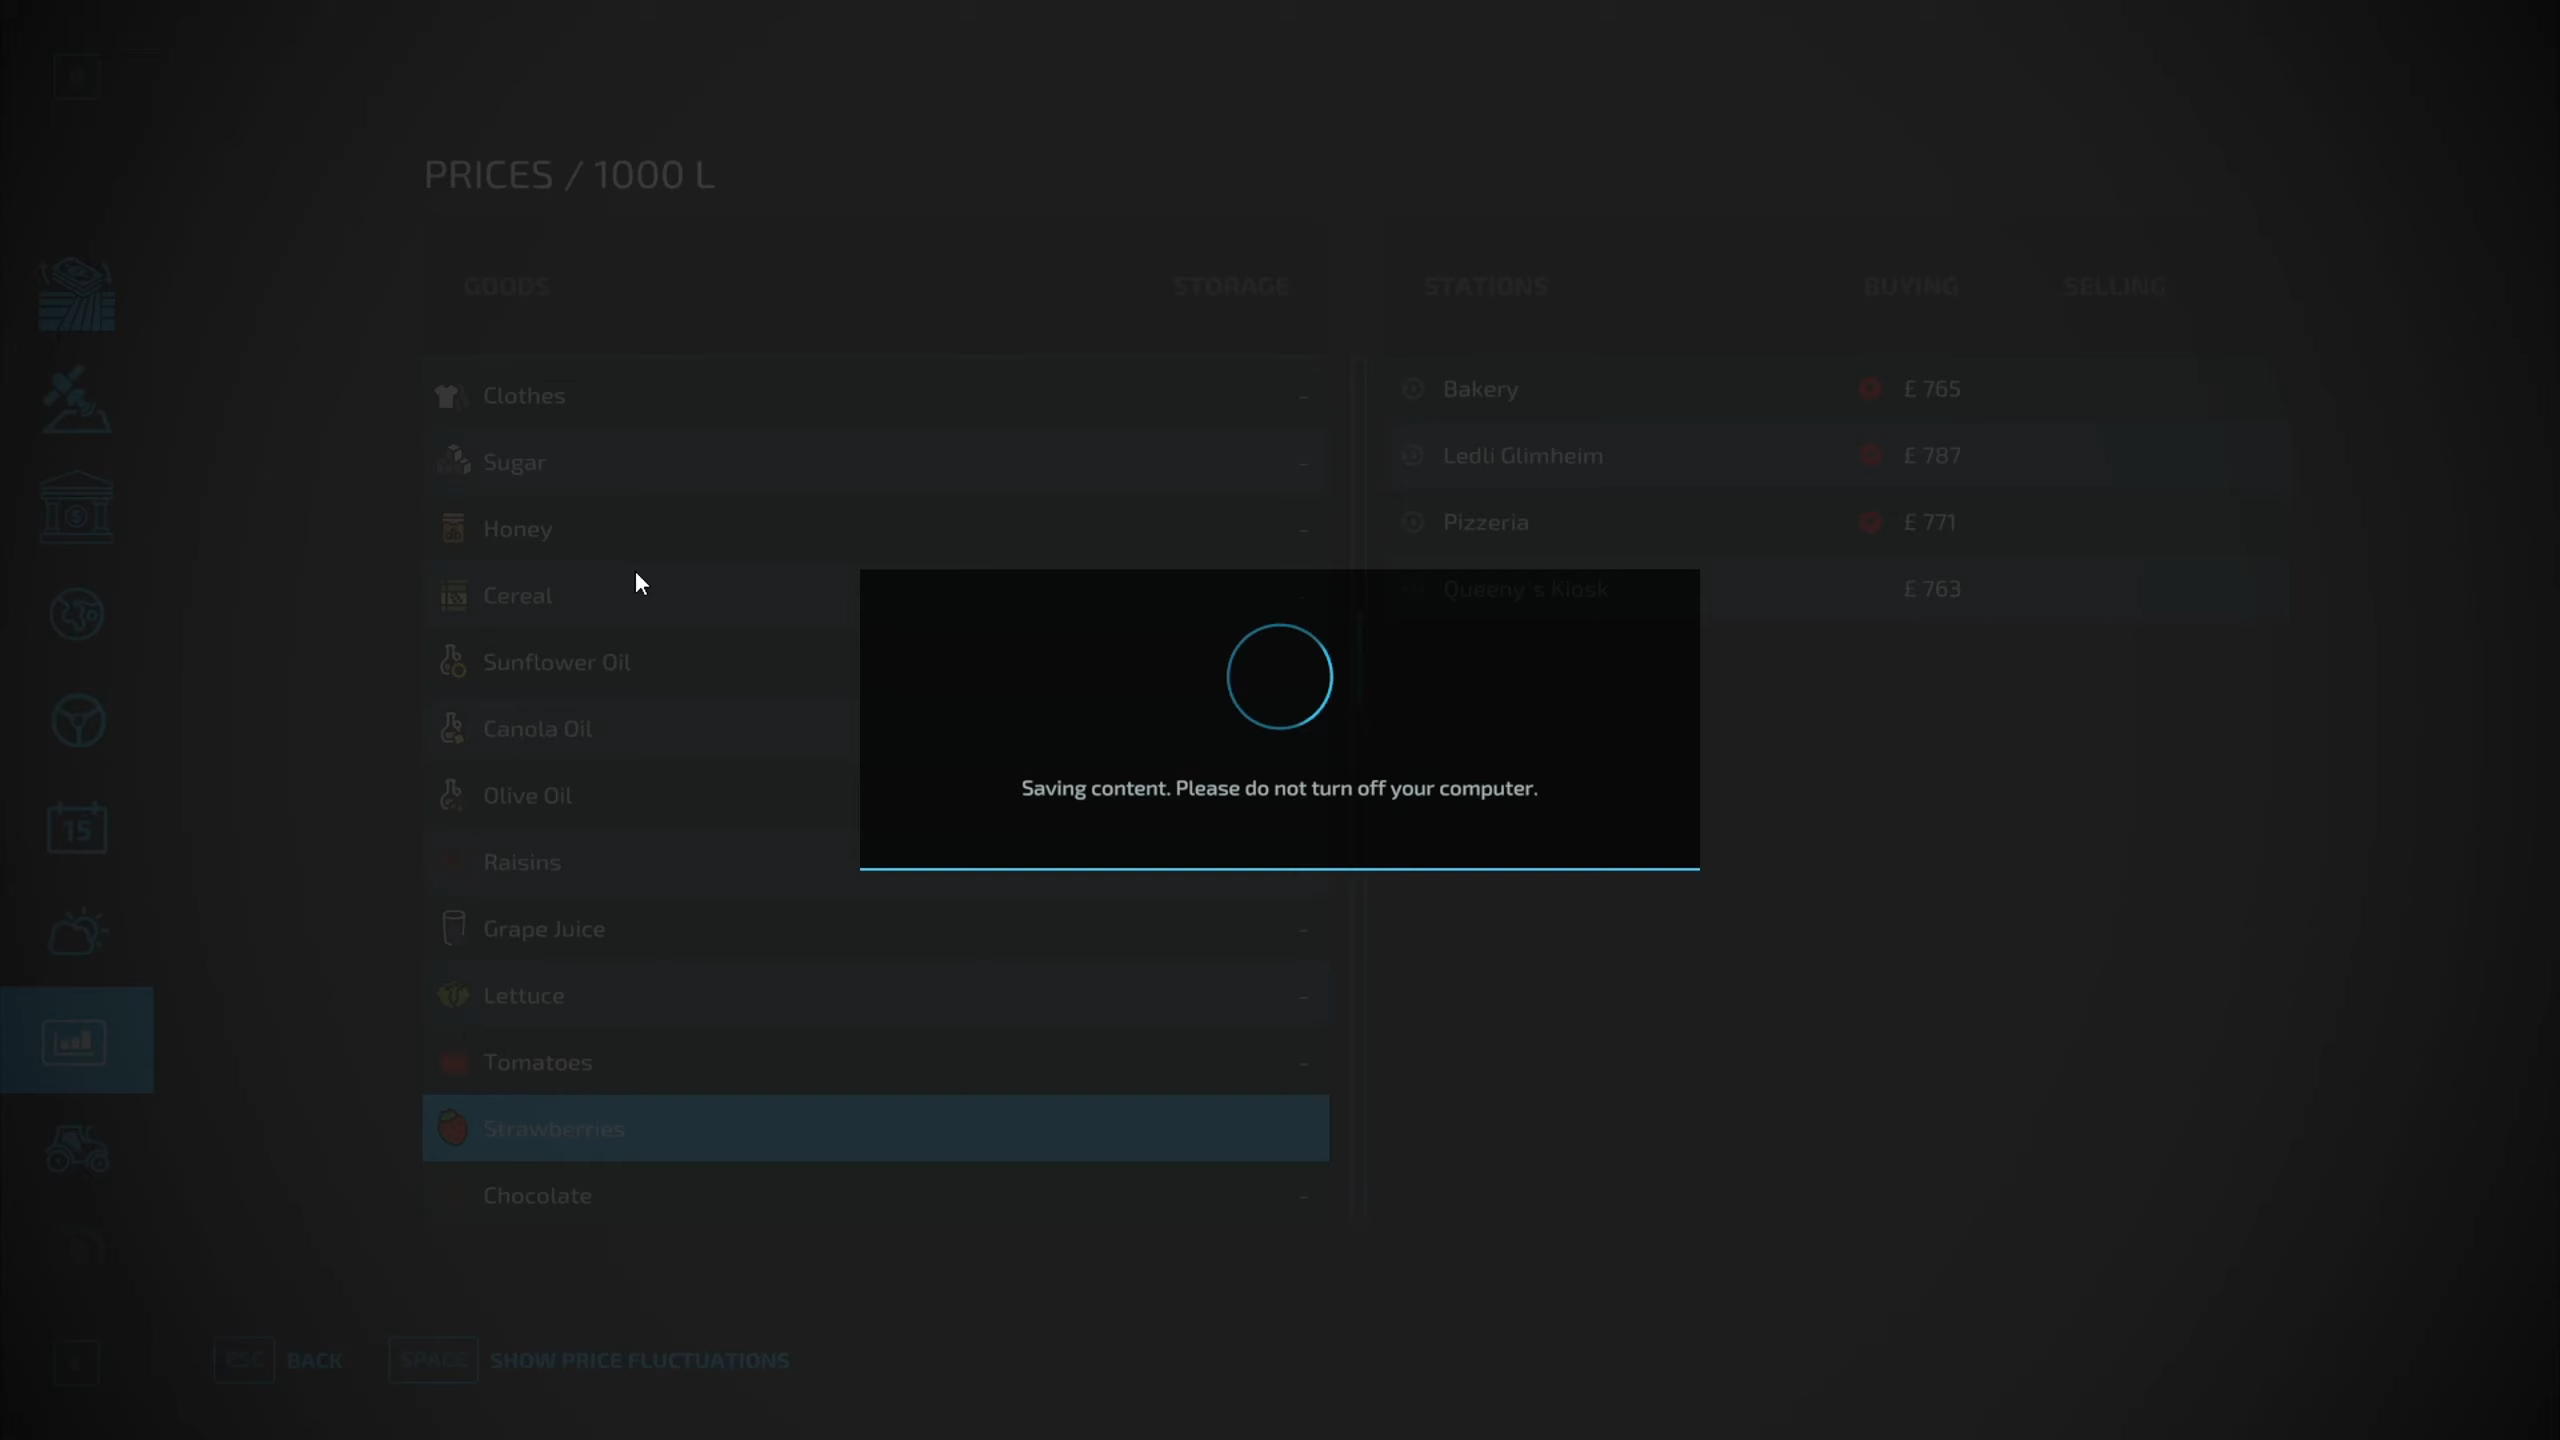 PRICES / 1000 L
GOODS STORAGE STATIONS BUYING SELLING
Clothes -
Bakery £ 765
Sugar -
Ledli Glimheim £ 787
Honey -
Pizzeria £ 771
Cereal -
Queeny's Kiosk £ 763
Sunflower Oil
Canola Oil
Olive Oil
Saving content. Please do not turn off your computer.
15
Raisins
Grape Juice -
Lettuce -
Tomatoes -
Strawberries
Chocolate -
ESC BACK SPACE SHOW PRICE FLUCTUATIONS